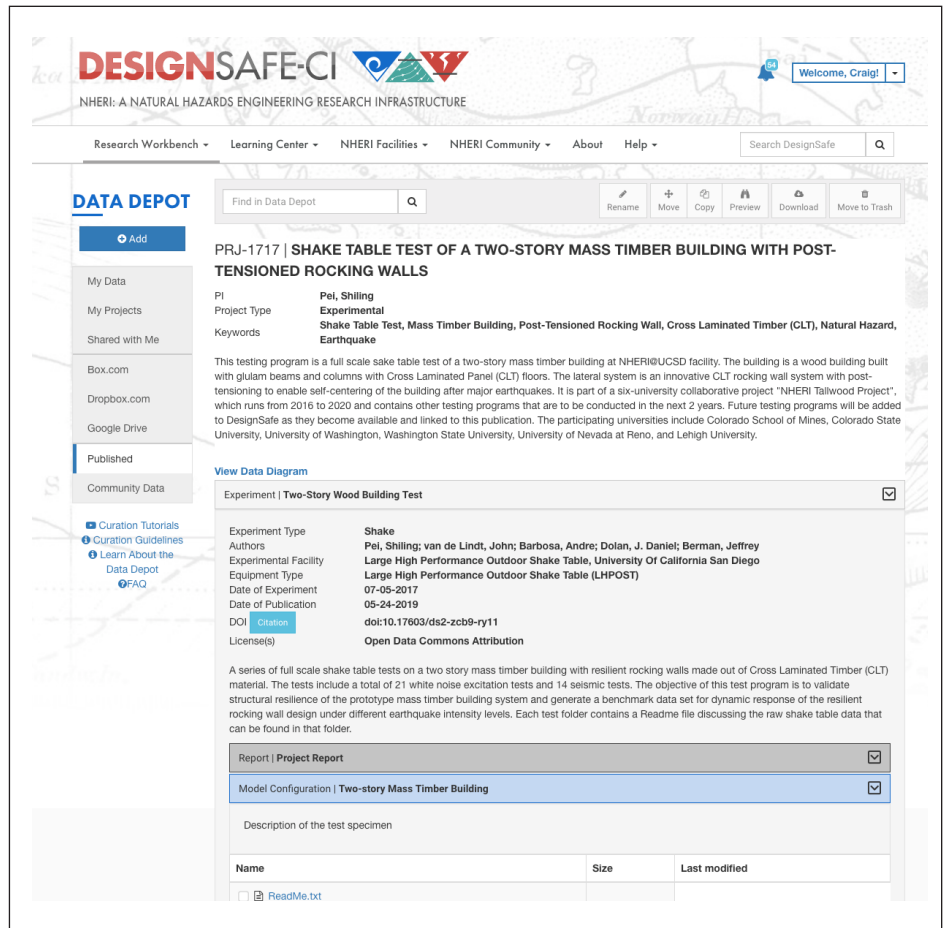 DESIGNSAFE-CI
NHERI: A NATURAL HAZARDS ENGINEERING RESEARCH INFRASTRUCTURE
54
Welcome, Craig!
Norway H.
Research Workbench
Learning Center
NHERI Facilities
NHERI Community
About
Help
Search DesignSafe
DATA DEPOT
Find in Data Depot
Rename
Move
Copy
Preview
Download
Move to Trash
Add
My Data
My Projects
Shared with Me
Box.com
Dropbox.com
Google Drive
Published
Community Data
Curation Tutorials
Curation Guidelines
Learn About the
Data Depot
FAQ
PRJ-1717 | SHAKE TABLE TEST OF A TWO-STORY MASS TIMBER BUILDING WITH POST-
TENSIONED ROCKING WALLS
PI Pei, Shiling
Project Type Experimental
Keywords Shake Table Test, Mass Timber Building, Post-Tensioned Rocking Wall, Cross Laminated Timber (CLT), Natural Hazard,
Earthquake
This testing program is a full scale sake table test of a two-story mass timber building at NHERI@UCSD facility. The building is a wood building built
with glulam beams and columns with Cross Laminated Panel (CLT) floors. The lateral system is an innovative CLT rocking wall system with post-
tensioning to enable self-centering of the building after major earthquakes. It is part of a six-university collaborative project "NHERI Tallwood Project",
which runs from 2016 to 2020 and contains other testing programs that are to be conducted in the next 2 years. Future testing programs will be added
to DesignSafe as they become available and linked to this publication. The participating universities include Colorado School of Mines, Colorado State
University, University of Washington, Washington State University, University of Nevada at Reno, and Lehigh University.
View Data Diagram
Experiment | Two-Story Wood Building Test
Experiment Type Shake
Authors Pei, Shiling; van de Lindt, John; Barbosa, Andre; Dolan, J. Daniel; Berman, Jeffrey
Experimental Facility Large High Performance Outdoor Shake Table, University Of California San Diego
Equipment Type Large High Performance Outdoor Shake Table (LHPOST)
Date of Experiment 07-05-2017
Date of Publication 05-24-2019
DOI Citation doi:10.17603/ds2-zcb9-ry11
License(s) Open Data Commons Attribution
A series of full scale shake table tests on a two story mass timber building with resilient rocking walls made out of Cross Laminated Timber (CLT)
material. The tests include a total of 21 white noise excitation tests and 14 seismic tests. The objective of this test program is to validate
structural resilience of the prototype mass timber building system and generate a benchmark data set for dynamic response of the resilient
rocking wall design under different earthquake intensity levels. Each test folder contains a Readme file discussing the raw shake table data that
can be found in that folder.
Report | Project Report
Model Configuration | Two-story Mass Timber Building
Description of the test specimen
Name Size Last modified
ReadMe.txt